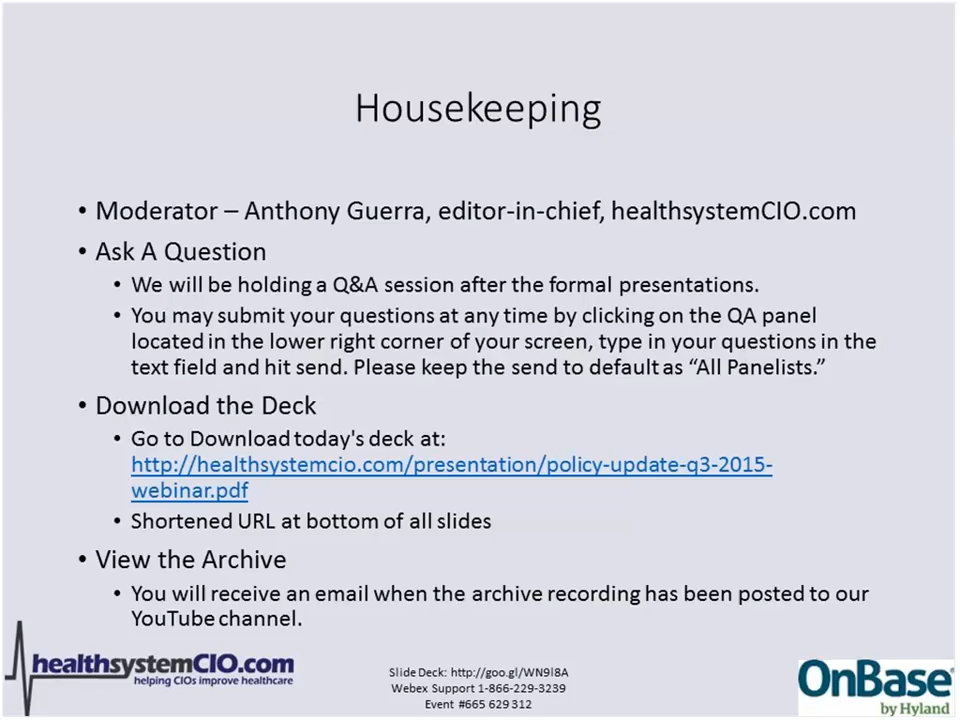 Housekeeping
• Moderator – Anthony Guerra, editor-in-chief, healthsystemCIO.com
• Ask A Question
• We will be holding a Q&A session after the formal presentations.
• You may submit your questions at any time by clicking on the QA panel
located in the lower right corner of your screen, type in your questions in the
text field and hit send. Please keep the send to default as “All Panelists.”
• Download the Deck
• Go to Download today's deck at:
http://healthsystemcio.com/presentation/policy-update-q3-2015-
webinar.pdf
• Shortened URL at bottom of all slides
• View the Archive
• You will receive an email when the archive recording has been posted to our
YouTube channel.
healthsystemCIO.com
helping CIOs improve healthcare
Slide Deck: http://goo.gl/WN9l8A
Webex Support 1-866-229-3239
Event #665 629 312
OnBase
by Hyland